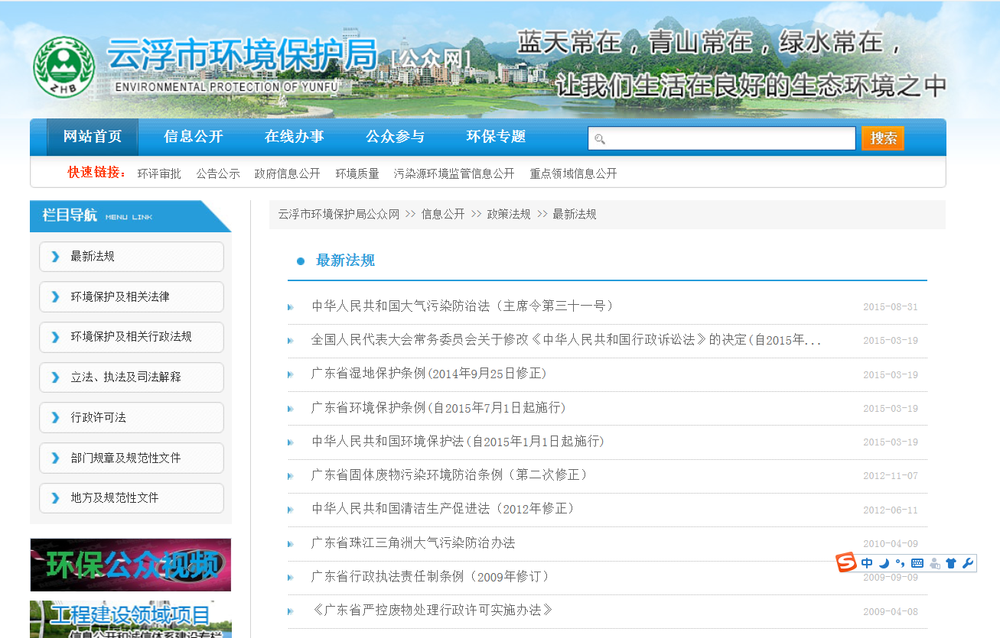 云浮市环境保护局 [公众网]
ENVIRONMENTAL PROTECTION OF YUNFU
ZHB
蓝天常在，青山常在，绿水常在，
让我们生活在良好的生态环境之中
网站首页 信息公开 在线办事 公众参与 环保专题 搜索
快速链接： 环评审批 公告公示 政府信息公开 环境质量 污染源环境监管信息公开 重点领域信息公开
栏目导航 MENU LINK
最新法规
环境保护及相关法律
环境保护及相关行政法规
立法、执法及司法解释
行政许可法
部门规章及规范性文件
地方及规范性文件
环保公众视频
工程建设领域项目
信息公开和诚信体系建设专栏
云浮市环境保护局公众网 >> 信息公开 >> 政策法规 >> 最新法规
最新法规
中华人民共和国大气污染防治法（主席令第三十一号） 2015-08-31
全国人民代表大会常务委员会关于修改《中华人民共和国行政诉讼法》的决定(自2015年... 2015-03-19
广东省湿地保护条例(2014年9月25日修正) 2015-03-19
广东省环境保护条例(自2015年7月1日起施行) 2015-03-19
中华人民共和国环境保护法(自2015年1月1日起施行) 2015-03-19
广东省固体废物污染环境防治条例（第二次修正） 2012-11-07
中华人民共和国清洁生产促进法（2012年修正） 2012-06-11
广东省珠江三角洲大气污染防治办法 2010-04-09
广东省行政执法责任制条例（2009年修订） 2009-09-09
《广东省严控废物处理行政许可实施办法》 2009-04-08
S 中